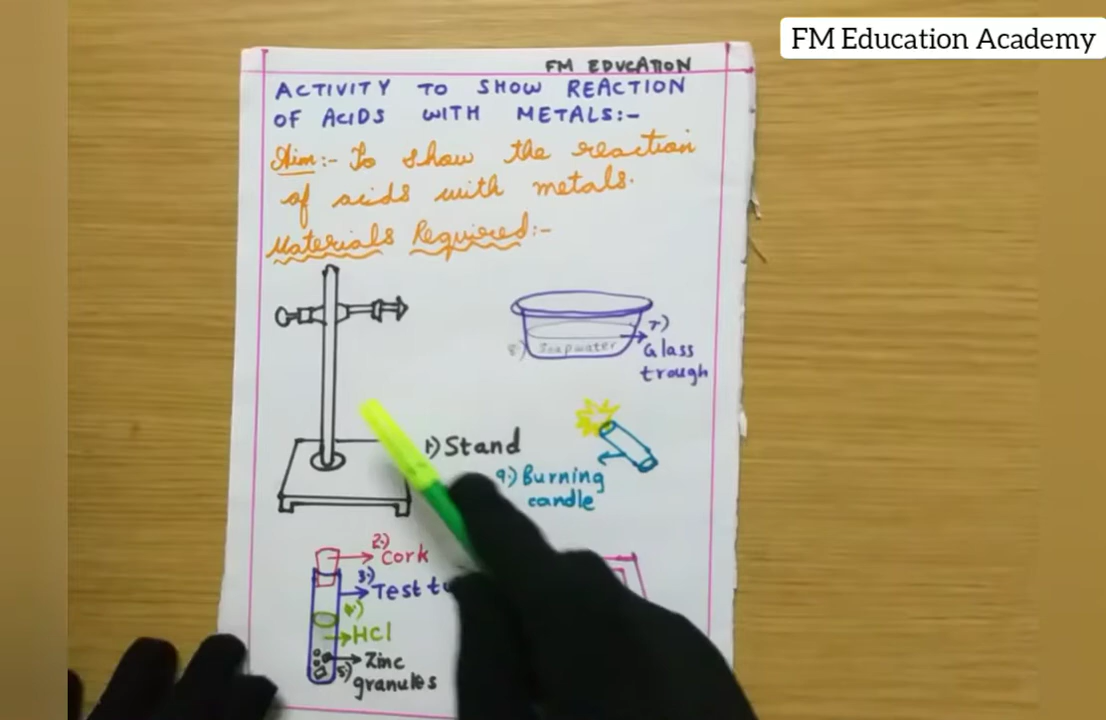 FM Education Academy
FM EDUCATION
ACTIVITY TO SHOW REACTION
OF ACIDS WITH METALS:-
Aim:- To show the reaction
of acids with metals.
Materials Required:-
7)
8) Soapwater
Glass
trough
1) Stand
9.) Burning
candle
2.)
Cork
3.)
Test
4.)
HCl
5.) Zinc
granules